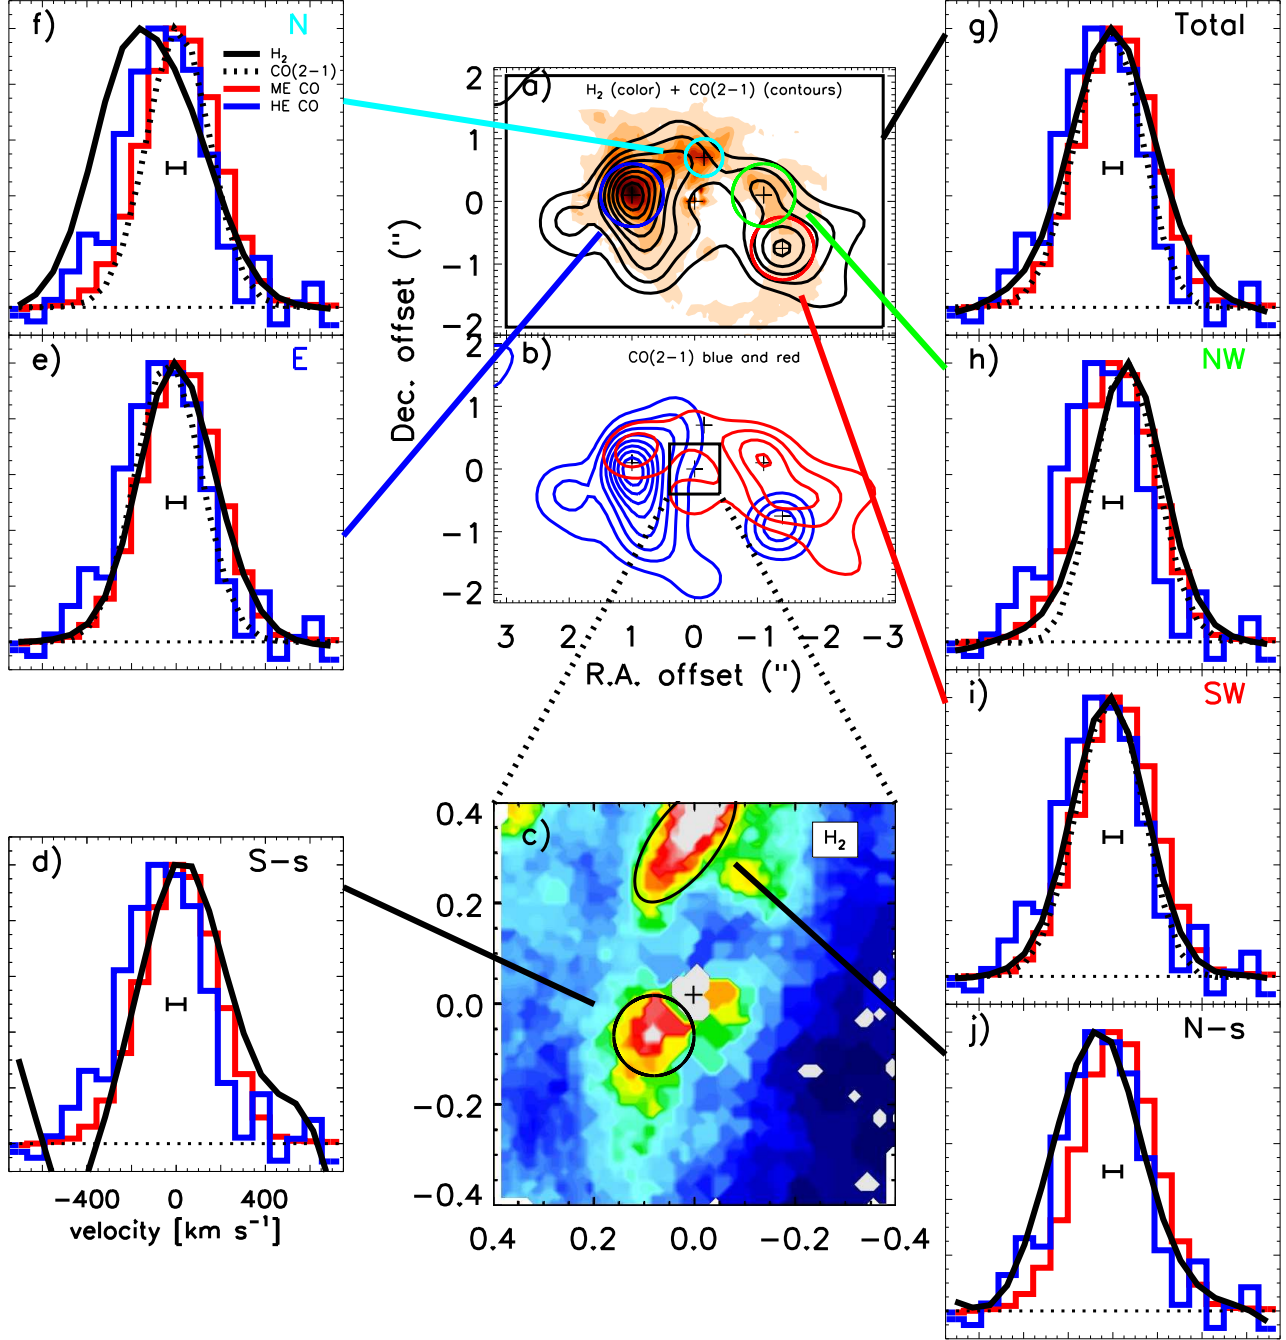 f)
N
H₂
CO(2−1)
ME CO
HE CO
e)
E
d)
S−s
−400
0
400
velocity [km s⁻¹]
a)
H₂ (color) + CO(2−1) (contours)
2
1
0
−1
−2
b)
CO(2−1) blue and red
2
1
0
−1
−2
Dec. offset (")
3
2
1
0
−1
−2
−3
R.A. offset (")
c)
H₂
0.4
0.2
0.0
−0.2
−0.4
0.4
0.2
0.0
−0.2
−0.4
g)
Total
h)
NW
i)
SW
j)
N−s